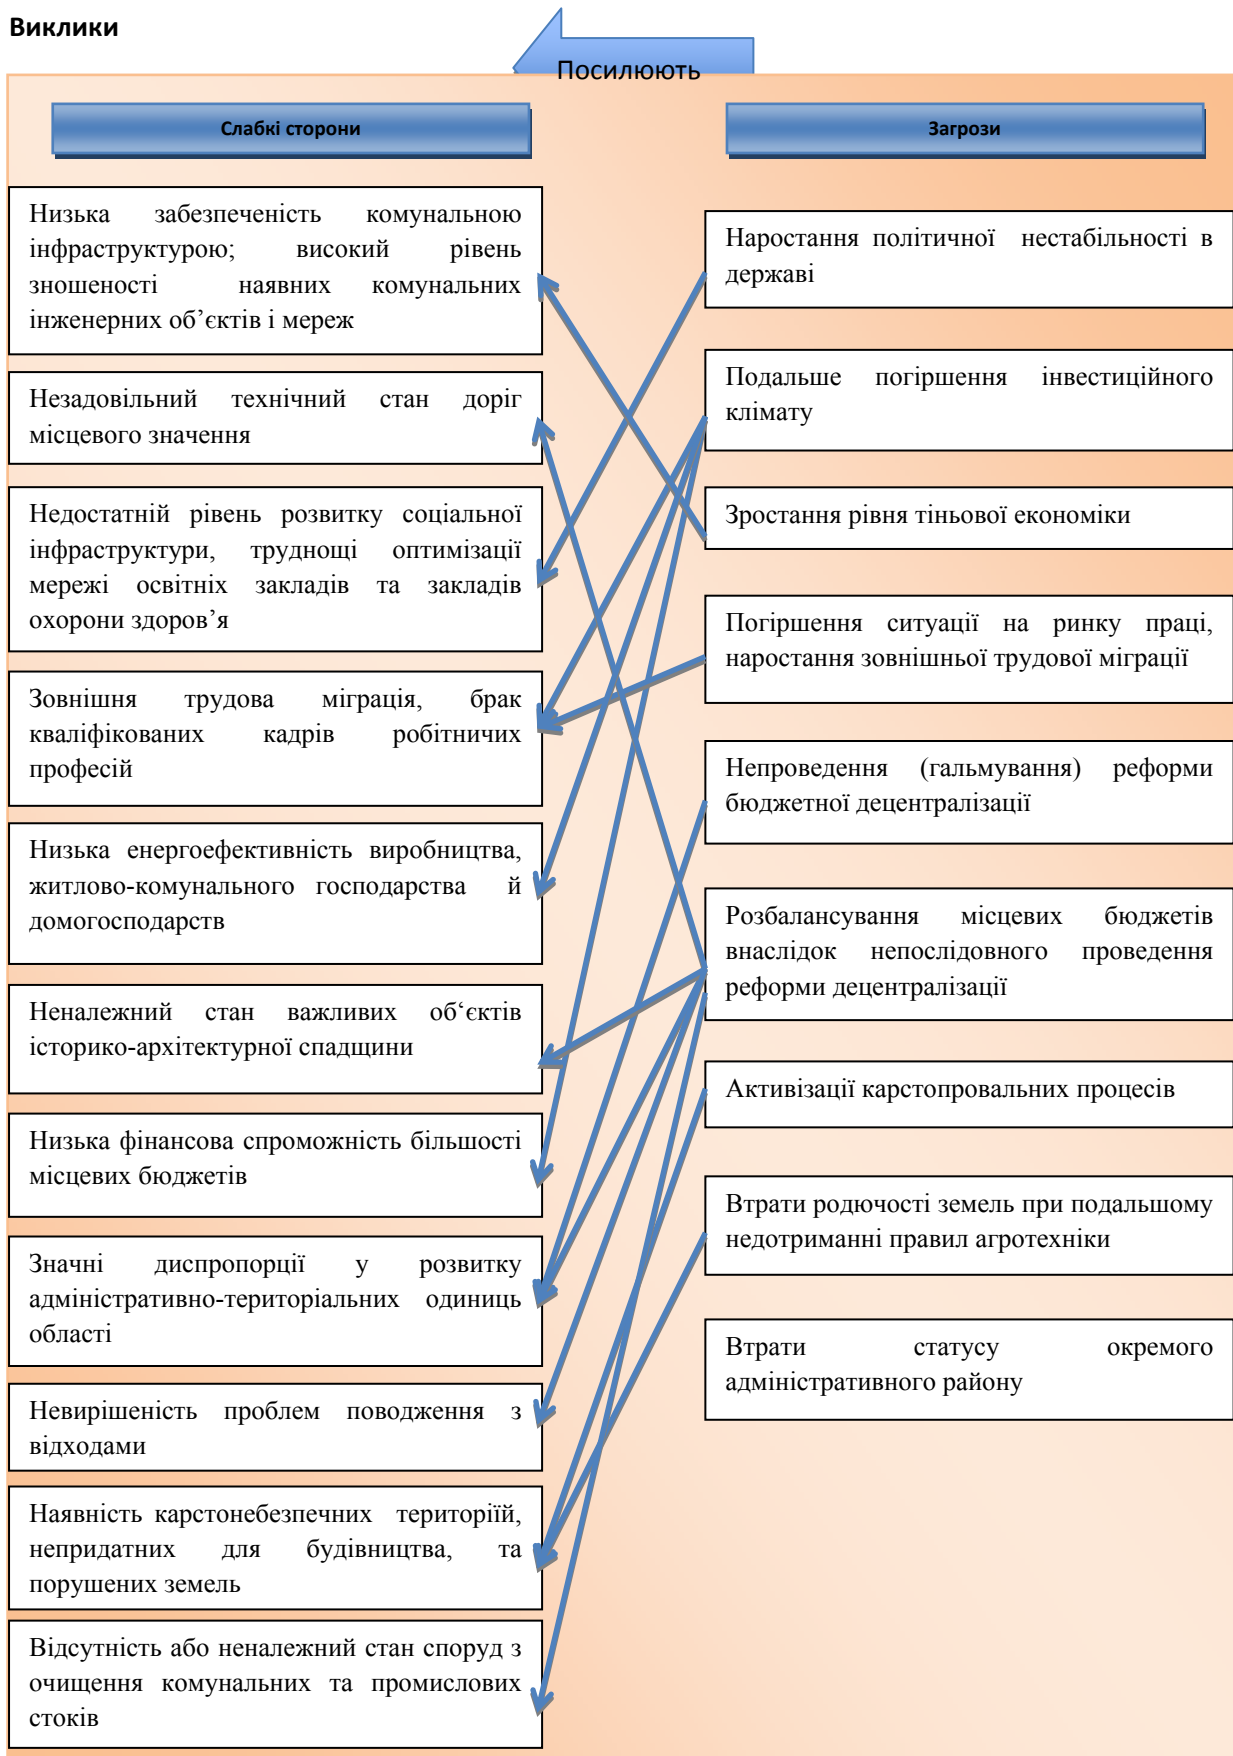 Виклики
Посилюють
Слабкі сторони
Низька забезпеченість комунальною
інфраструктурою; високий рівень
зношеності наявних комунальних
інженерних об’єктів і мереж
Незадовільний технічний стан доріг
місцевого значення
Недостатній рівень розвитку соціальної
інфраструктури, труднощі оптимізації
мережі освітніх закладів та закладів
охорони здоров’я
Зовнішня трудова міграція, брак
кваліфікованих кадрів робітничих
професій
Низька енергоефективність виробництва,
житлово-комунального господарства й
домогосподарств
Неналежний стан важливих об‘єктів
історико-архітектурної спадщини
Низька фінансова спроможність більшості
місцевих бюджетів
Значні диспропорції у розвитку
адміністративно-територіальних одиниць
області
Невирішеність проблем поводження з
відходами
Наявність карстонебезпечних територіїй,
непридатних для будівництва, та
порушених земель
Відсутність або неналежний стан споруд з
очищення комунальних та промислових
стоків
Загрози
Наростання політичної нестабільності в
державі
Подальше погіршення інвестиційного
клімату
Зростання рівня тіньової економіки
Погіршення ситуації на ринку праці,
наростання зовнішньої трудової міграції
Непроведення (гальмування) реформи
бюджетної децентралізації
Розбалансування місцевих бюджетів
внаслідок непослідовного проведення
реформи децентралізації
Активізації карстопровальних процесів
Втрати родючості земель при подальшому
недотриманні правил агротехніки
Втрати статусу окремого
адміністративного району